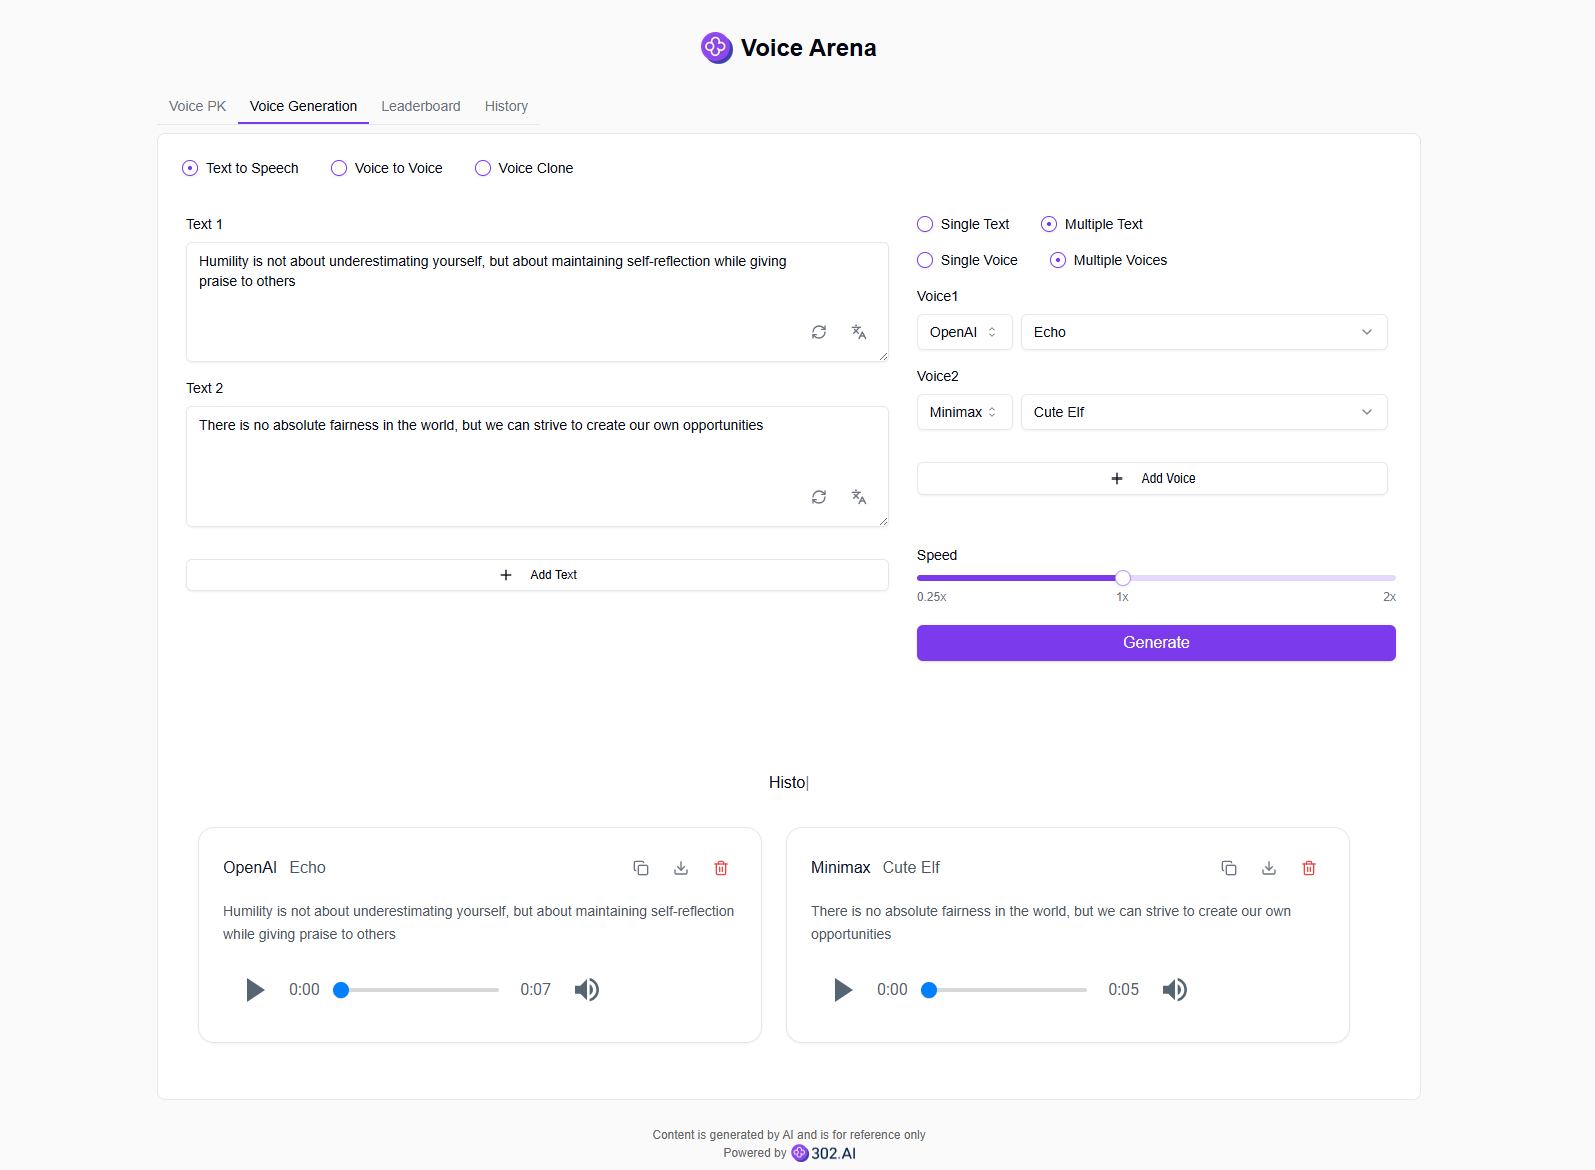 Voice Arena
Voice PK
Voice Generation
Leaderboard
History
Text to Speech
Voice to Voice
Voice Clone
Text 1
Humility is not about underestimating yourself, but about maintaining self-reflection while giving
praise to others
Text 2
There is no absolute fairness in the world, but we can strive to create our own opportunities
Add Text
Single Text
Multiple Text
Single Voice
Multiple Voices
Voice1
OpenAI
Echo
Voice2
Minimax
Cute Elf
Add Voice
Speed
0.25x
1x
2x
Generate
Histo
OpenAI Echo
Humility is not about underestimating yourself, but about maintaining self-reflection
while giving praise to others
0:00
0:07
Minimax Cute Elf
There is no absolute fairness in the world, but we can strive to create our own
opportunities
0:00
0:05
Content is generated by AI and is for reference only
Powered by 302.AI